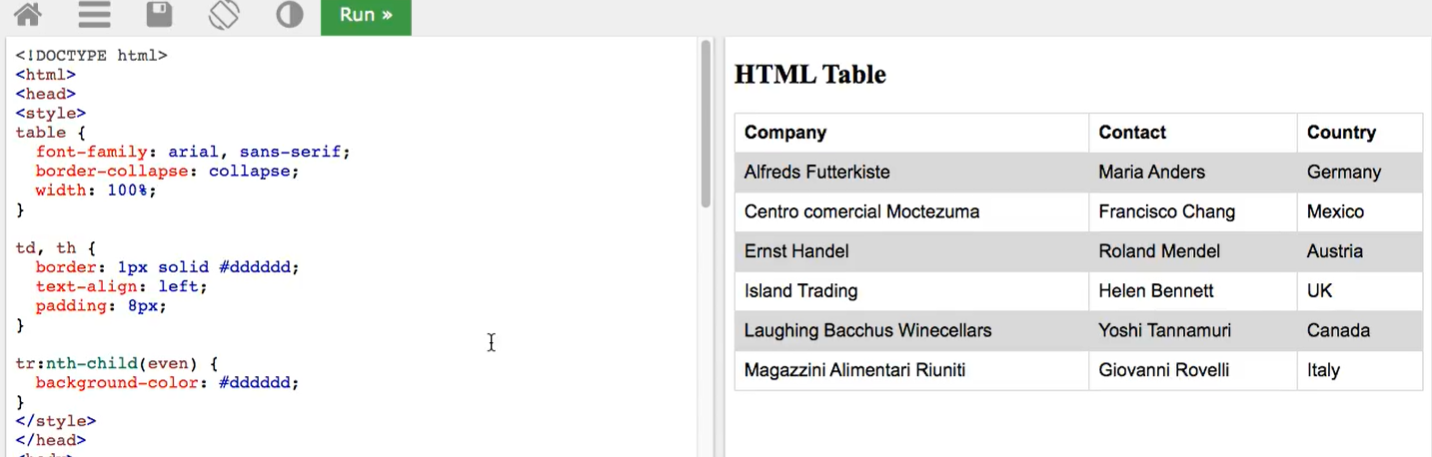 Run »
<!DOCTYPE html>
<html>
<head>
<style>
table {
  font-family: arial, sans-serif;
  border-collapse: collapse;
  width: 100%;
}
td, th {
  border: 1px solid #dddddd;
  text-align: left;
  padding: 8px;
}
tr:nth-child(even) {
  background-color: #dddddd;
}
</style>
</head>
HTML Table
Company Contact Country
Alfreds Futterkiste Maria Anders Germany
Centro comercial Moctezuma Francisco Chang Mexico
Ernst Handel Roland Mendel Austria
Island Trading Helen Bennett UK
Laughing Bacchus Winecellars Yoshi Tannamuri Canada
Magazzini Alimentari Riuniti Giovanni Rovelli Italy